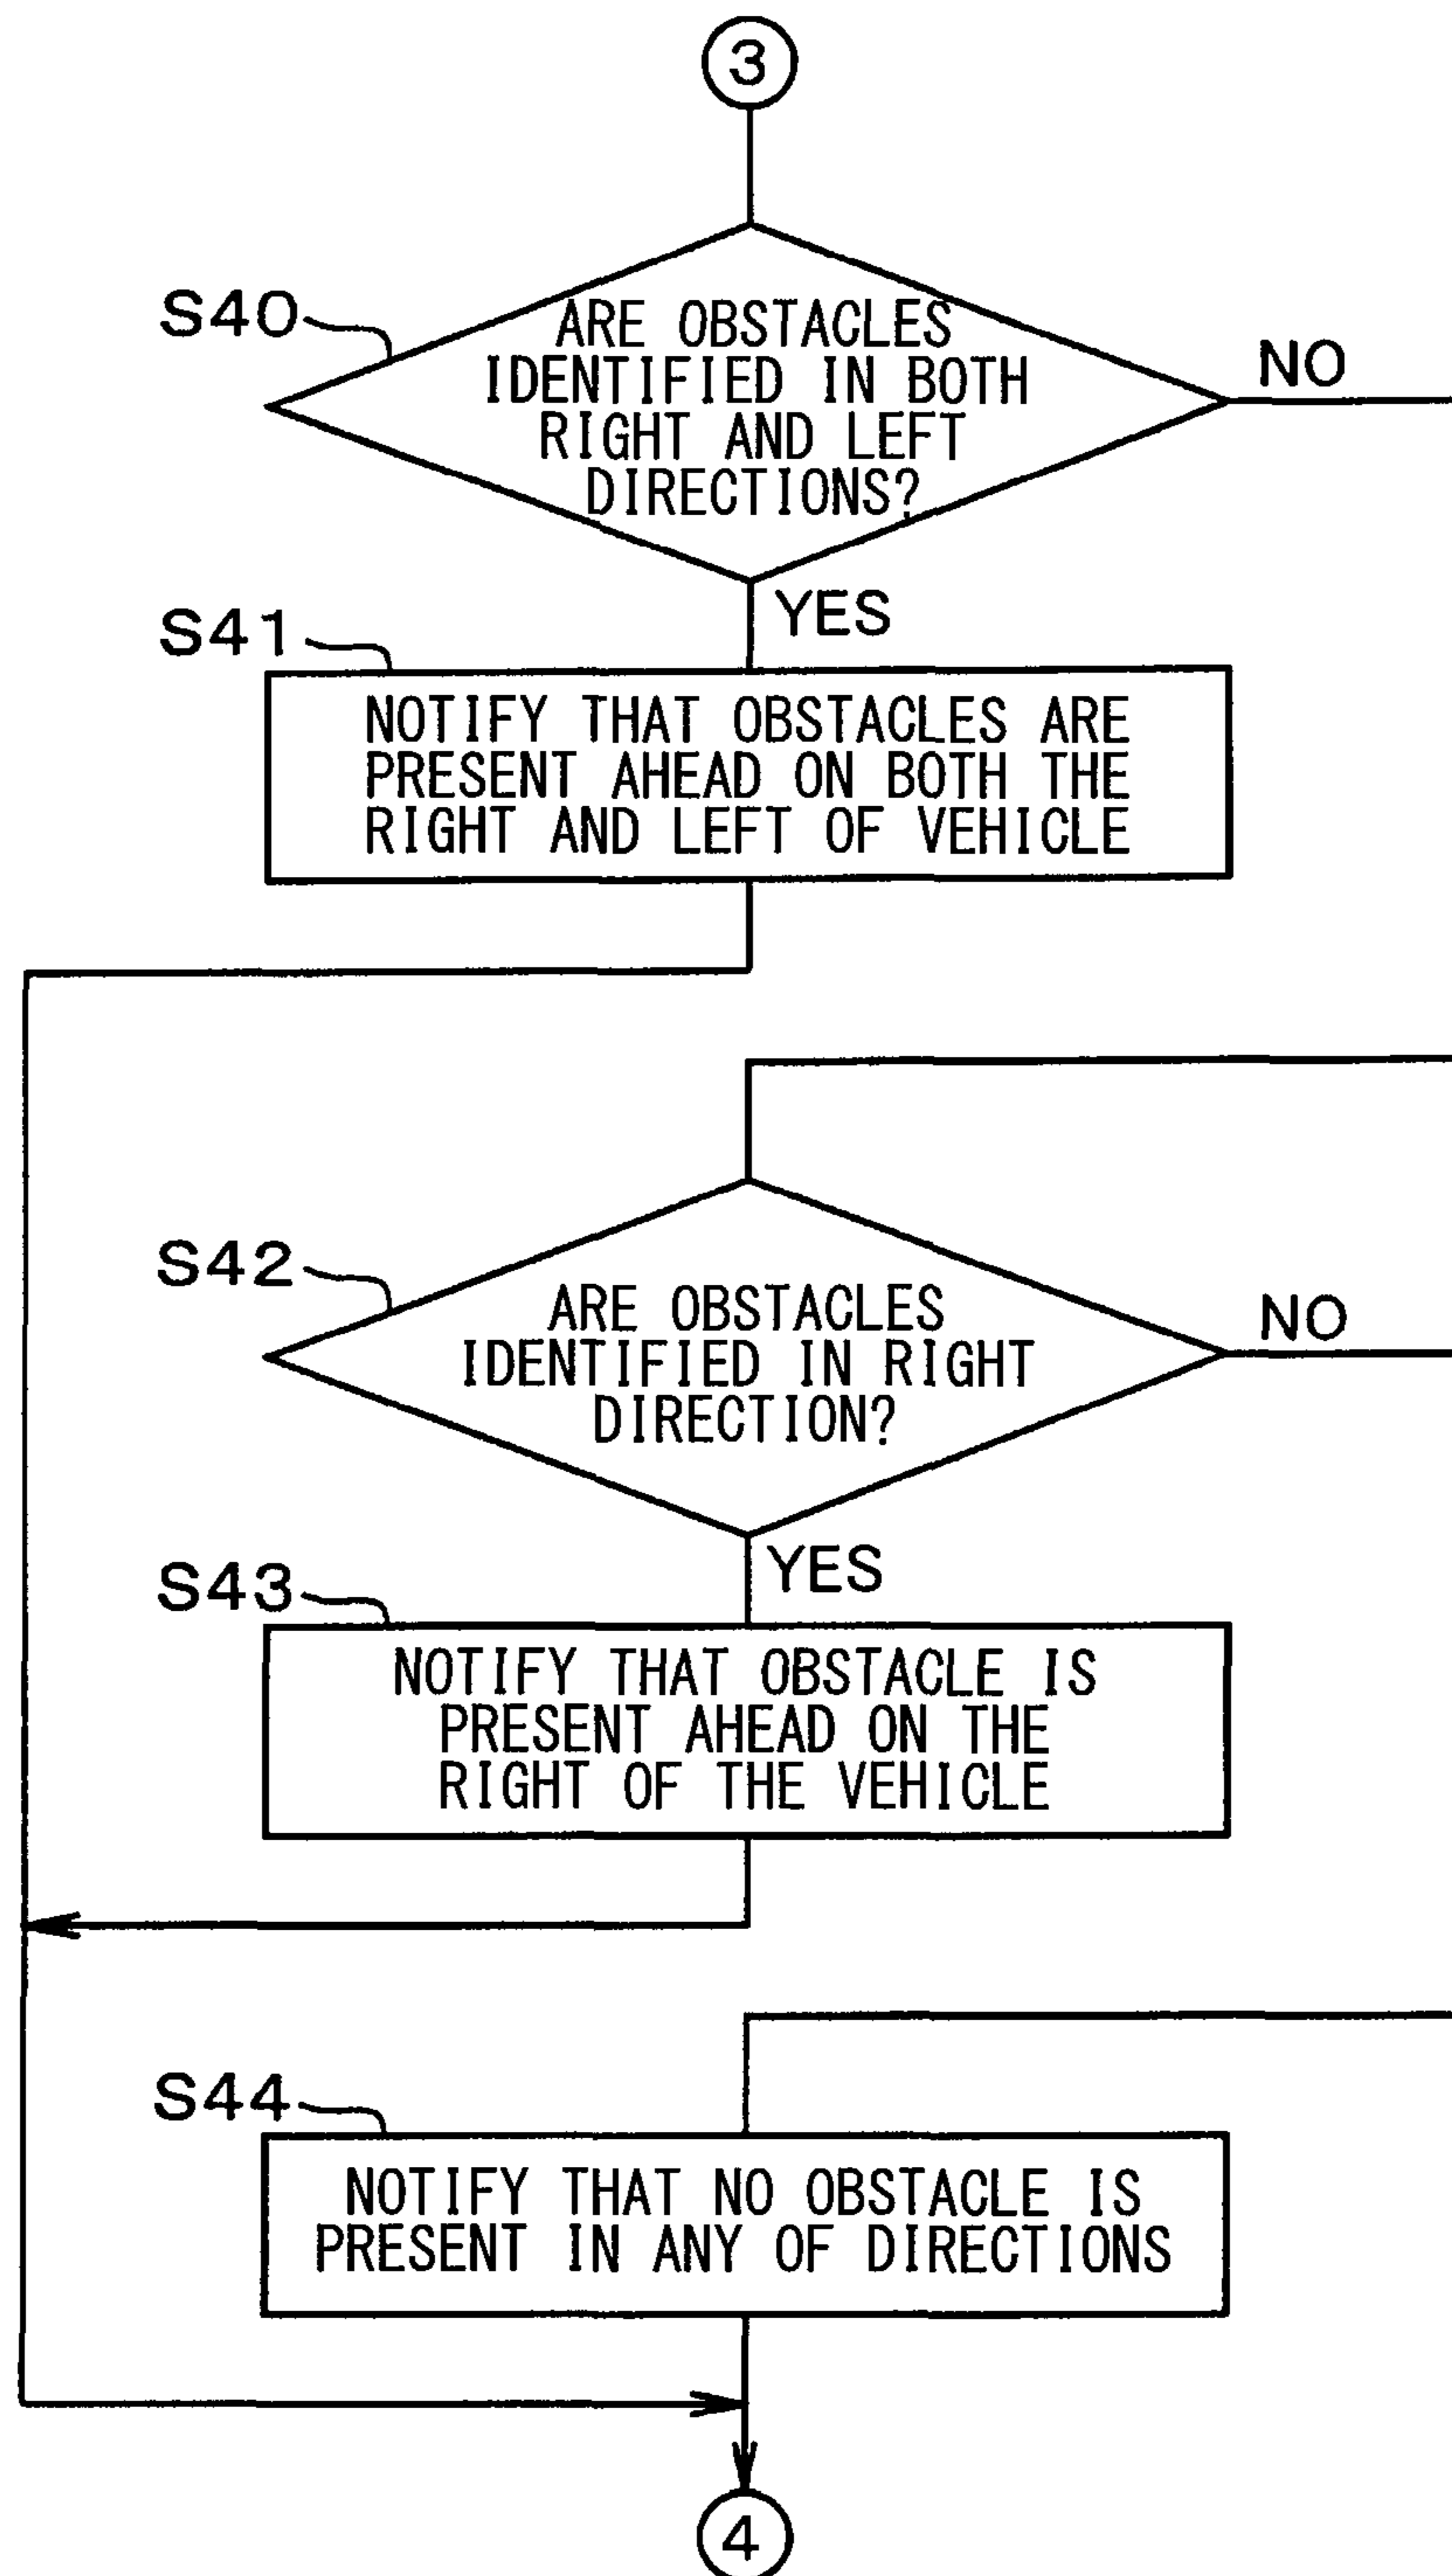 3
S40
ARE OBSTACLES
IDENTIFIED IN BOTH
RIGHT AND LEFT
DIRECTIONS?
NO
YES
S41
NOTIFY THAT OBSTACLES ARE
PRESENT AHEAD ON BOTH THE
RIGHT AND LEFT OF VEHICLE
S42
ARE OBSTACLES
IDENTIFIED IN RIGHT
DIRECTION?
NO
YES
S43
NOTIFY THAT OBSTACLE IS
PRESENT AHEAD ON THE
RIGHT OF THE VEHICLE
S44
NOTIFY THAT NO OBSTACLE IS
PRESENT IN ANY OF DIRECTIONS
4